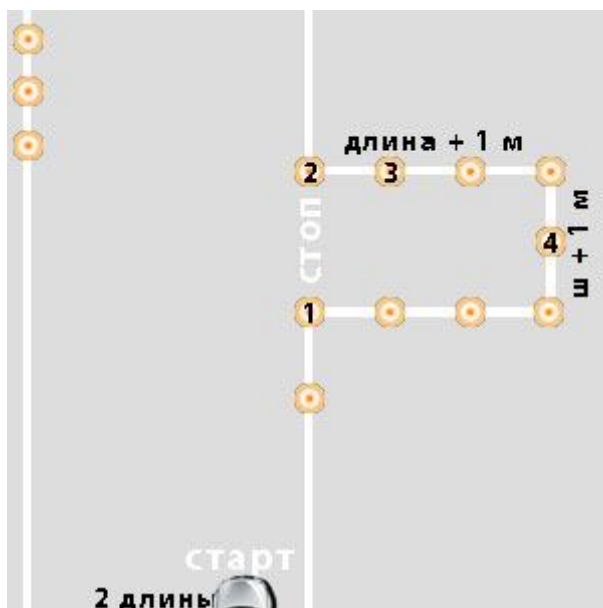 длина + 1 м
2
3
стоп
4
ш + 1 м
1
старт
2 длины